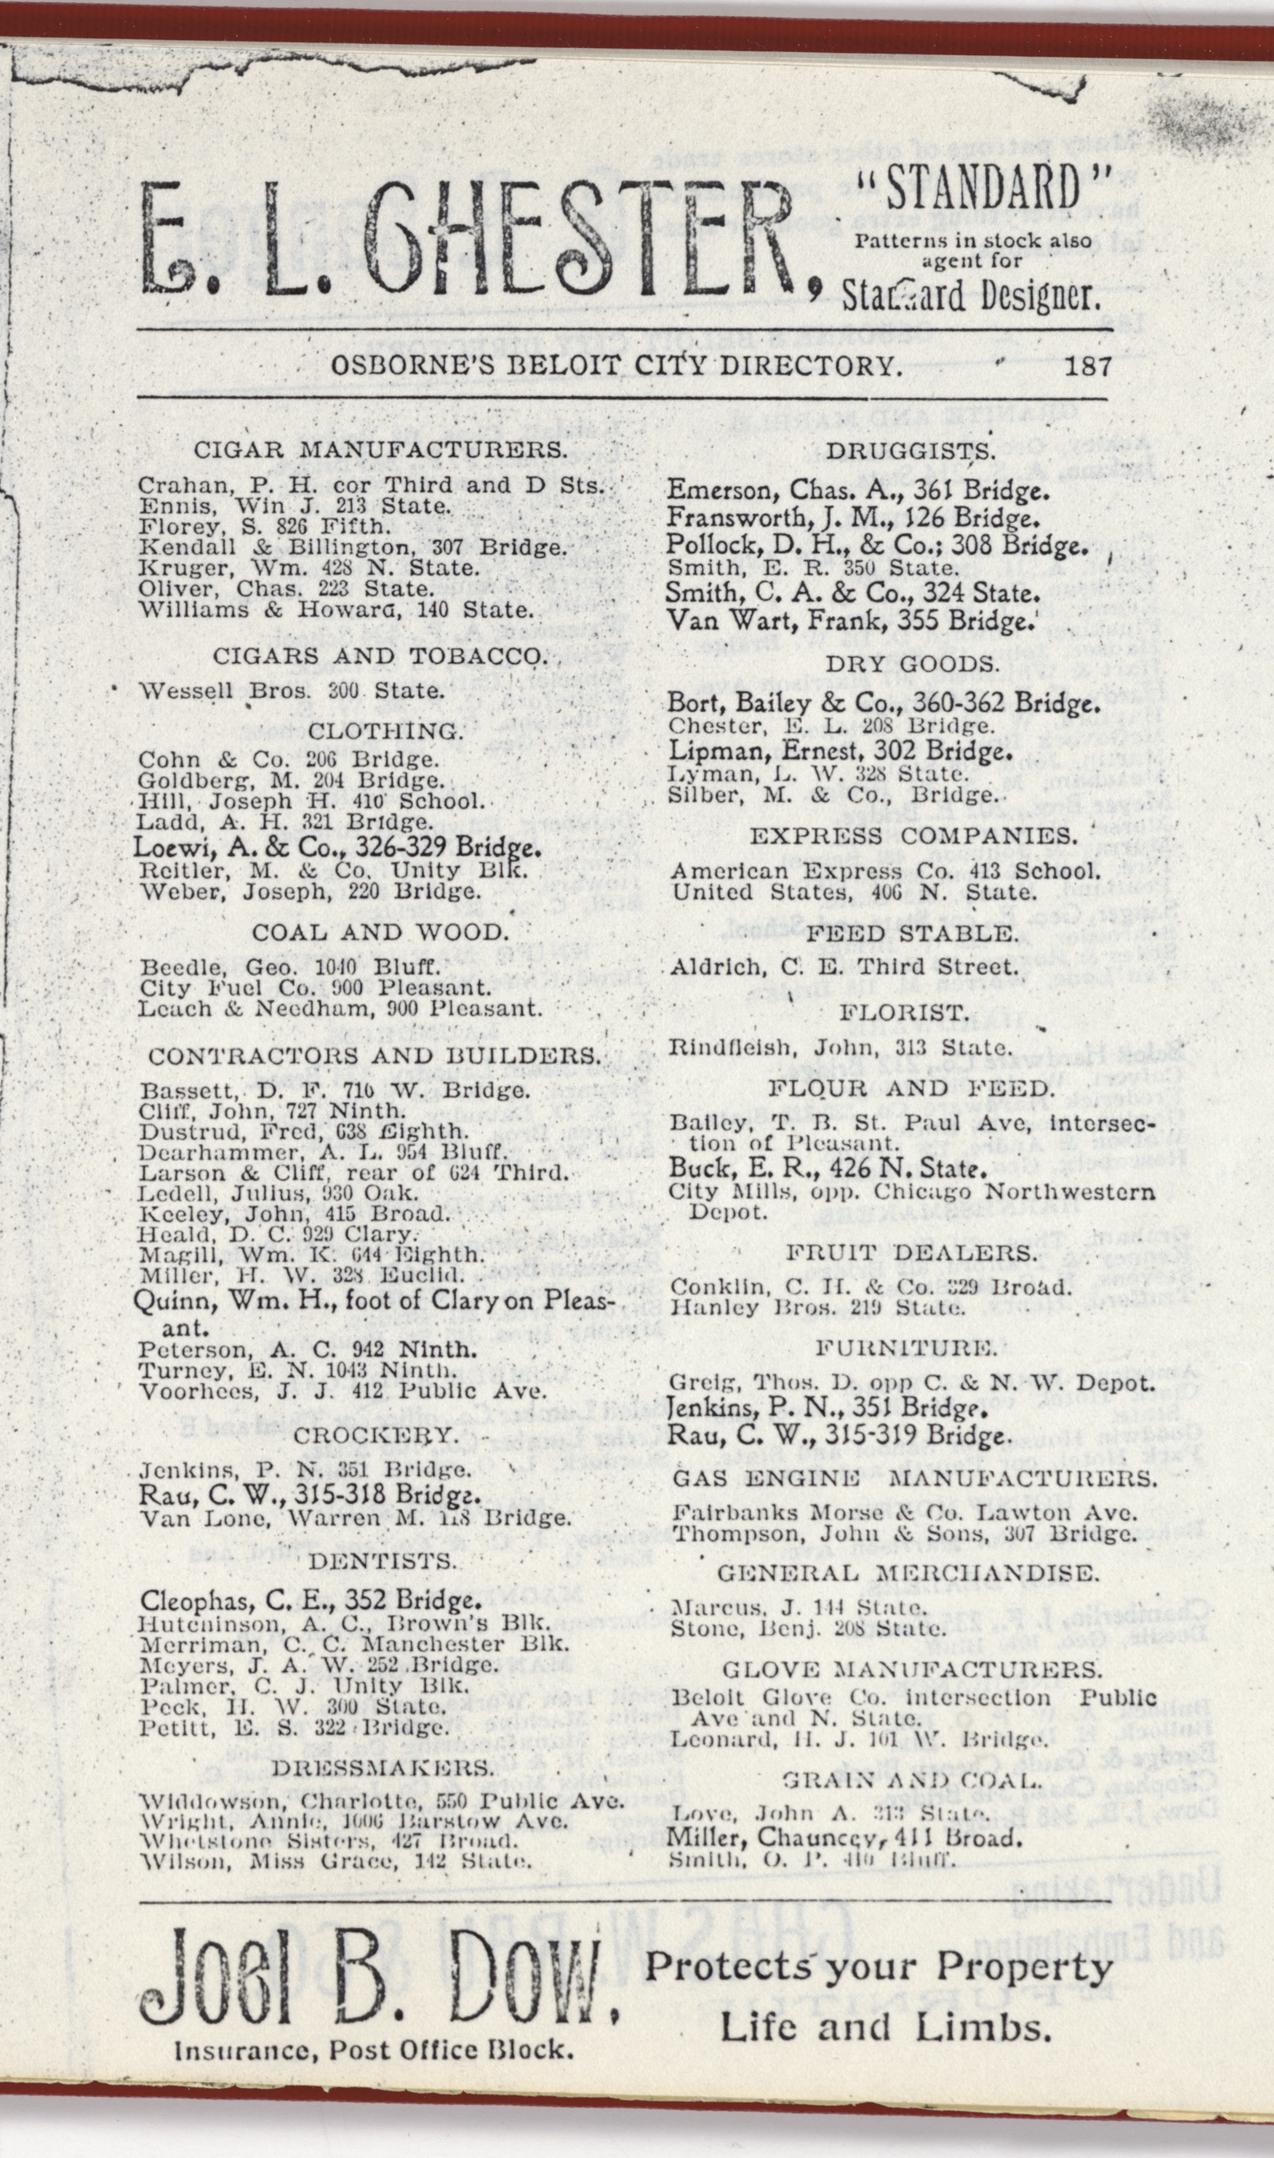 E. L. CHESTER, "STANDARD"
Patterns in stock also
agent for
Standard Designer.
OSBORNE'S BELOIT CITY DIRECTORY. 187
CIGAR MANUFACTURERS.
Crahan, P. H. cor Third and D Sts.
Ennis, Win J. 213 State.
Florey, S. 826 Fifth.
Kendall & Billington, 307 Bridge.
Kruger, Wm. 428 N. State.
Oliver, Chas. 223 State.
Williams & Howard, 140 State.
CIGARS AND TOBACCO.
Wessell Bros. 300 State.
CLOTHING.
Cohn & Co. 206 Bridge.
Goldberg, M. 204 Bridge.
Hill, Joseph H. 410 School.
Ladd, A. H. 321 Bridge.
Loewi, A. & Co., 326-329 Bridge.
Reitler, M. & Co. Unity Blk.
Weber, Joseph, 220 Bridge.
COAL AND WOOD.
Beedle, Geo. 1040 Bluff.
City Fuel Co. 900 Pleasant.
Leach & Needham, 900 Pleasant.
CONTRACTORS AND BUILDERS.
Bassett, D. F. 710 W. Bridge.
Cliff, John, 727 Ninth.
Dustrud, Fred, 638 Eighth.
Dearhammer, A. L. 954 Bluff.
Larson & Cliff, rear of 624 Third.
Ledell, Julius, 930 Oak.
Keeley, John, 415 Broad.
Heald, D. C. 929 Clary.
Magill, Wm. K. 644 Eighth.
Miller, H. W. 328 Euclid.
Quinn, Wm. H., foot of Clary on Pleas-
ant.
Peterson, A. C. 942 Ninth.
Turney, E. N. 1043 Ninth.
Voorhees, J. J. 412 Public Ave.
CROCKERY.
Jenkins, P. N. 351 Bridge.
Rau, C. W., 315-318 Bridge.
Van Lone, Warren M. 118 Bridge.
DENTISTS.
Cleophas, C. E., 352 Bridge.
Hutchinson, A. C., Brown's Blk.
Merriman, C. C. Manchester Blk.
Meyers, J. A. W. 252 Bridge.
Palmer, C. J. Unity Blk.
Peck, H. W. 300 State.
Petitt, E. S. 322 Bridge.
DRESSMAKERS.
Widdowson, Charlotte, 550 Public Ave.
Wright, Annie, 1006 Barstow Ave.
Whetstone Sisters, 427 Broad.
Wilson, Miss Grace, 142 State.
DRUGGISTS.
Emerson, Chas. A., 361 Bridge.
Fransworth, J. M., 126 Bridge.
Pollock, D. H., & Co.; 308 Bridge.
Smith, E. R. 350 State.
Smith, C. A. & Co., 324 State.
Van Wart, Frank, 355 Bridge.
DRY GOODS.
Bort, Bailey & Co., 360-362 Bridge.
Chester, E. L. 208 Bridge.
Lipman, Ernest, 302 Bridge.
Lyman, L. W. 328 State.
Silber, M. & Co., Bridge.
EXPRESS COMPANIES.
American Express Co. 413 School.
United States, 406 N. State.
FEED STABLE.
Aldrich, C. E. Third Street.
FLORIST.
Rindfleish, John, 313 State.
FLOUR AND FEED.
Bailey, T. B. St. Paul Ave, intersec-
tion of Pleasant.
Buck, E. R., 426 N. State.
City Mills, opp. Chicago Northwestern
Depot.
FRUIT DEALERS.
Conklin, C. H. & Co. 329 Broad.
Hanley Bros. 219 State.
FURNITURE.
Greig, Thos. D. opp C. & N. W. Depot.
Jenkins, P. N., 351 Bridge.
Rau, C. W., 315-319 Bridge.
GAS ENGINE MANUFACTURERS.
Fairbanks Morse & Co. Lawton Ave.
Thompson, John & Sons, 307 Bridge.
GENERAL MERCHANDISE.
Marcus, J. 144 State.
Stone, Benj. 208 State.
GLOVE MANUFACTURERS.
Beloit Glove Co. intersection Public
Ave and N. State.
Leonard, H. J. 101 W. Bridge.
GRAIN AND COAL.
Love, John A. 313 State.
Miller, Chauncey, 411 Broad.
Smith, O. P. 410 Bluff.
Joel B. Dow, Protects your Property
Insurance, Post Office Block. Life and Limbs.